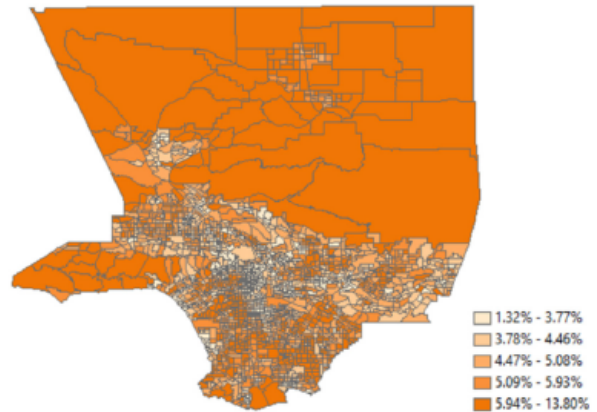 1.32% - 3.77%
3.78% - 4.46%
4.47% - 5.08%
5.09% - 5.93%
5.94% - 13.80%